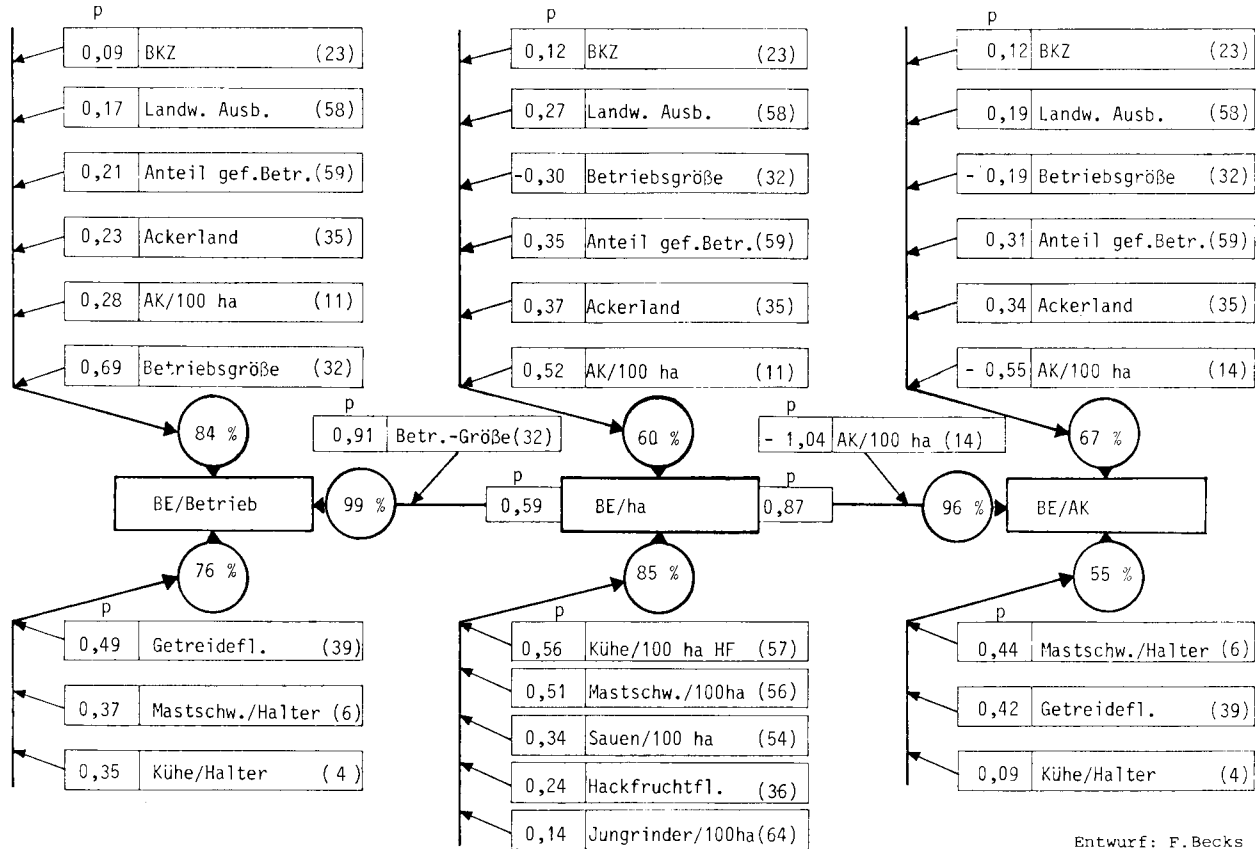 p p p
0,09 BKZ (23) 0,12 BKZ (23) 0,12 BKZ (23)
0,17 Landw. Ausb. (58) 0,27 Landw. Ausb. (58) 0,19 Landw. Ausb. (58)
0,21 Anteil gef.Betr.(59) -0,30 Betriebsgröße (32) - 0,19 Betriebsgröße (32)
0,23 Ackerland (35) 0,35 Anteil gef.Betr.(59) 0,31 Anteil gef.Betr.(59)
0,28 AK/100 ha (11) 0,37 Ackerland (35) 0,34 Ackerland (35)
0,69 Betriebsgröße (32) 0,52 AK/100 ha (11) - 0,55 AK/100 ha (14)
p p
84 % 0,91 Betr.-Größe(32) 60 % - 1,04 AK/100 ha (14) 67 %
p p
BE/Betrieb 99 % 0,59 BE/ha 0,87 96 % BE/AK
76 % 85 % 55 %
p p p
0,49 Getreidefl. (39) 0,56 Kühe/100 ha HF (57) 0,44 Mastschw./Halter (6)
0,37 Mastschw./Halter (6) 0,51 Mastschw./100ha (56) 0,42 Getreidefl. (39)
0,35 Kühe/Halter (4) 0,34 Sauen/100 ha (54) 0,09 Kühe/Halter (4)
0,24 Hackfruchtfl. (36)
0,14 Jungrinder/100ha(64)
Entwurf: F.Becks